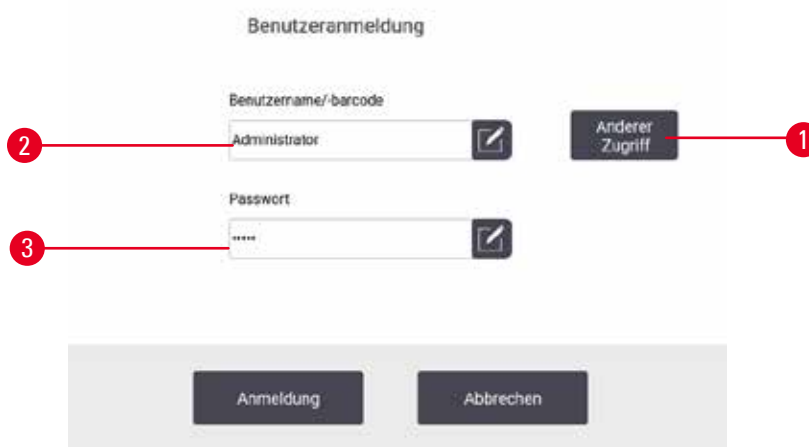 Benutzeranmeldung
Benutzername/-barcode
2
Administrator
Anderer
Zugriff
1
Passwort
3
•••••
Anmeldung
Abbrechen